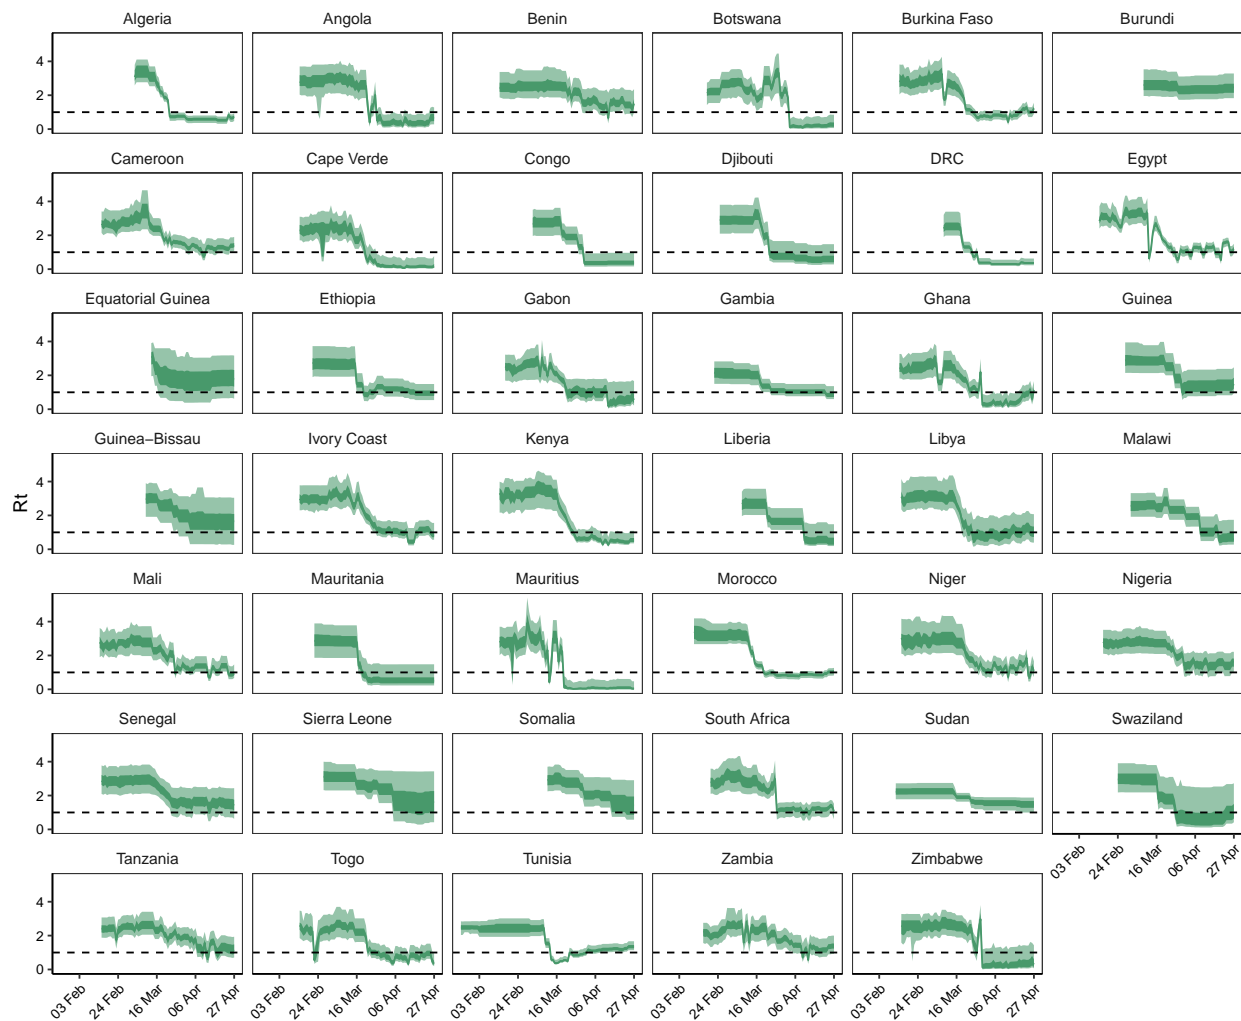 Algeria Angola Benin Botswana Burkina Faso Burundi
4
2
0
Cameroon Cape Verde Congo Djibouti DRC Egypt
4
2
0
Equatorial Guinea Ethiopia Gabon Gambia Ghana Guinea
4
2
0
Guinea−Bissau Ivory Coast Kenya Liberia Libya Malawi
4
2
0
Rt
Mali Mauritania Mauritius Morocco Niger Nigeria
4
2
0
Senegal Sierra Leone Somalia South Africa Sudan Swaziland
4
2
0
03 Feb 24 Feb 16 Mar 06 Apr 27 Apr
Tanzania Togo Tunisia Zambia Zimbabwe
4
2
0
03 Feb 24 Feb 16 Mar 06 Apr 27 Apr 03 Feb 24 Feb 16 Mar 06 Apr 27 Apr 03 Feb 24 Feb 16 Mar 06 Apr 27 Apr 03 Feb 24 Feb 16 Mar 06 Apr 27 Apr 03 Feb 24 Feb 16 Mar 06 Apr 27 Apr